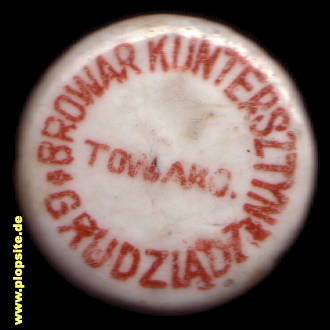 BROWAR KUNTERSZTYN
TOW. AKC.
GRUDZIĄDZ
www.plopsite.de